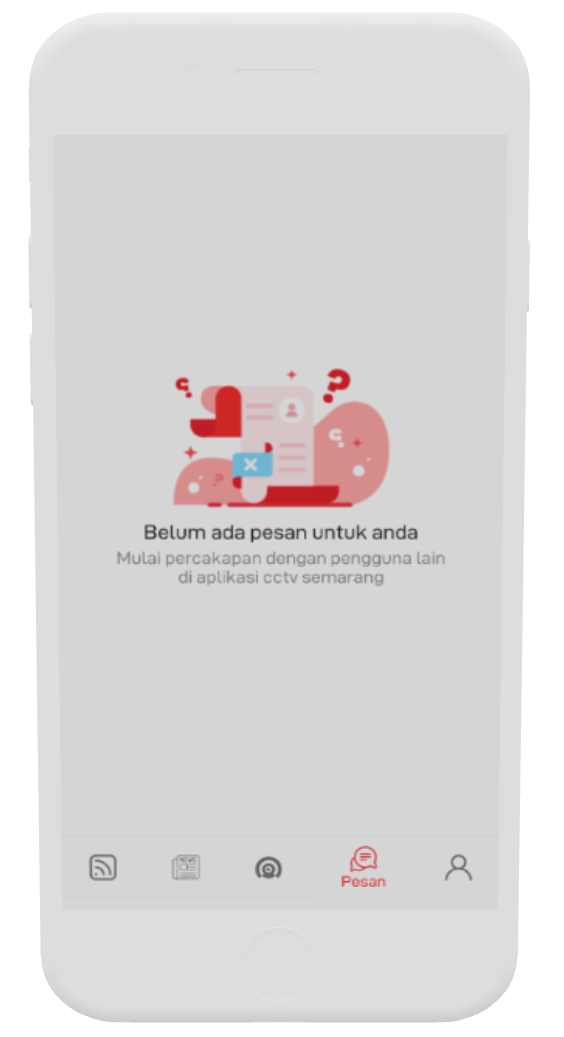 Belum ada pesan untuk anda
Mulai percakapan dengan pengguna lain
di aplikasi cctv semarang
Pesan